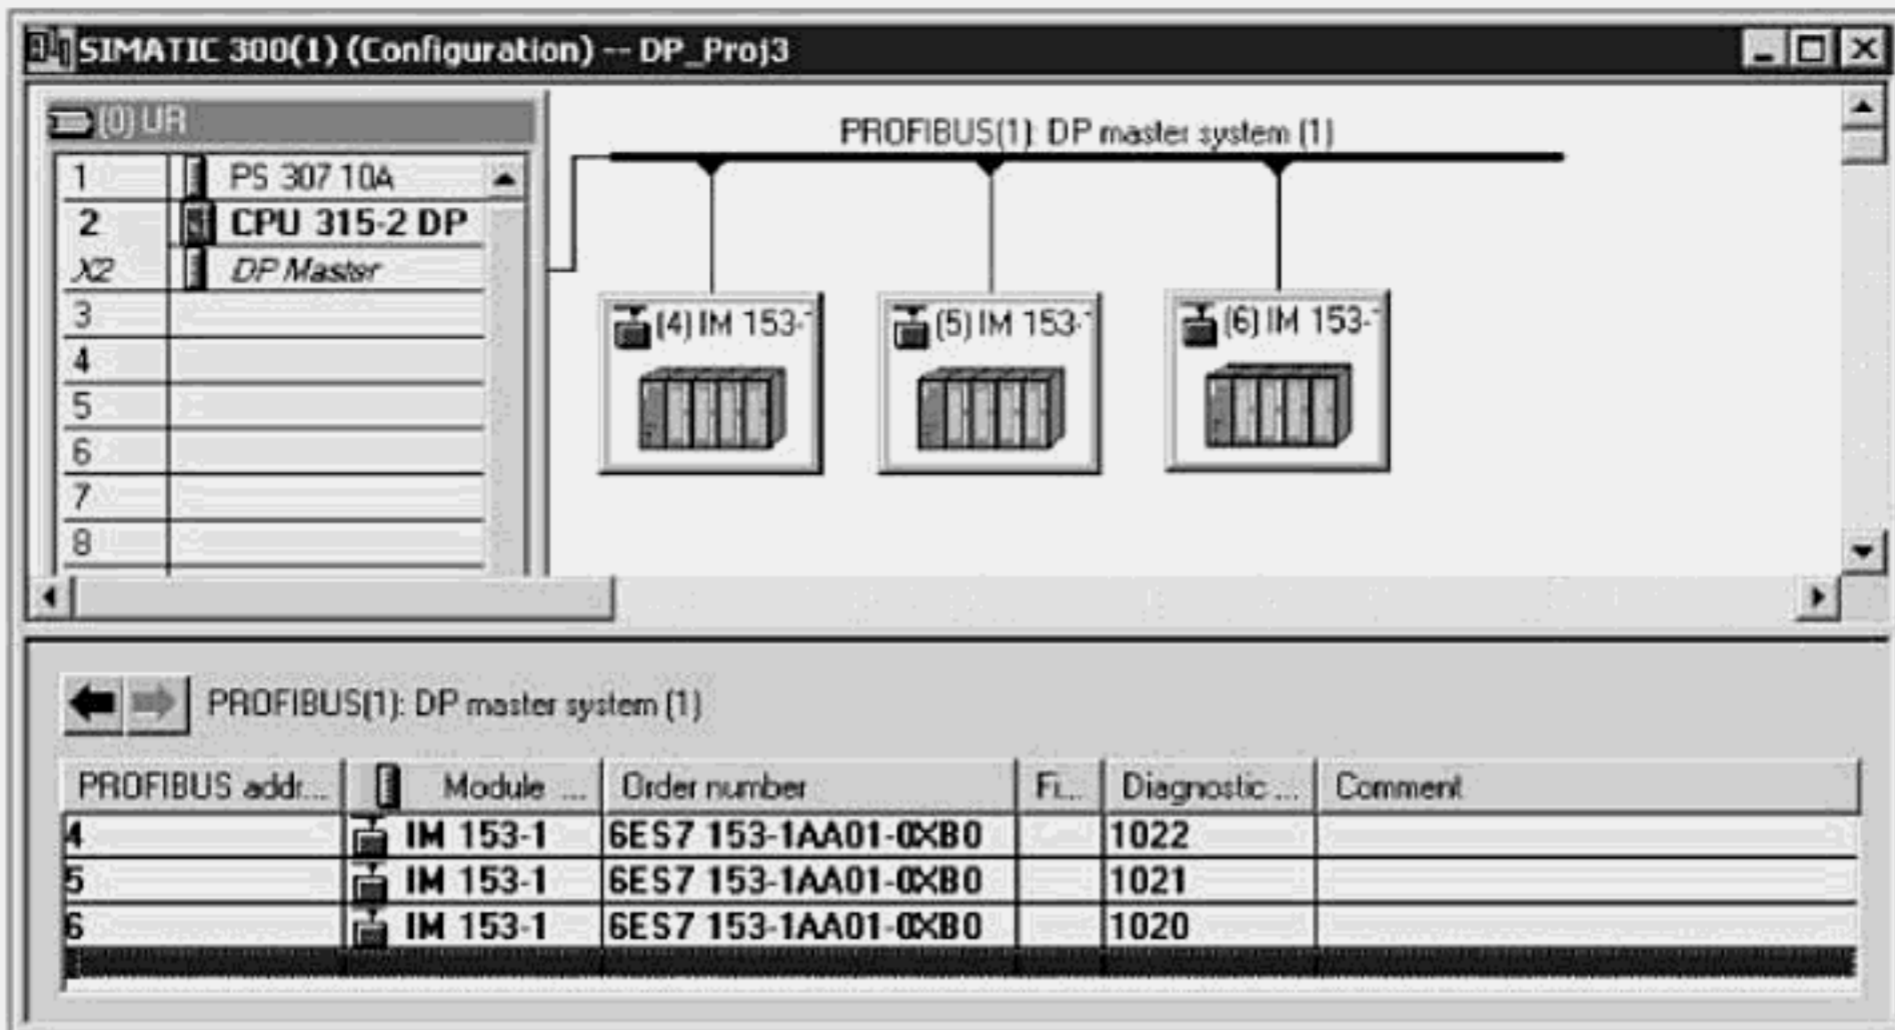 SIMATIC 300(1) (Configuration) -- DP_Proj3
(0) UR
1 PS 307 10A
2 CPU 315-2 DP
X2 DP Master
3
4
5
6
7
8
PROFIBUS(1): DP master system (1)
(4) IM 153-1
(5) IM 153-1
(6) IM 153-1
PROFIBUS(1): DP master system (1)
PROFIBUS addr... Module ... Order number Fi... Diagnostic ... Comment
4 IM 153-1 6ES7 153-1AA01-0XB0 1022
5 IM 153-1 6ES7 153-1AA01-0XB0 1021
6 IM 153-1 6ES7 153-1AA01-0XB0 1020